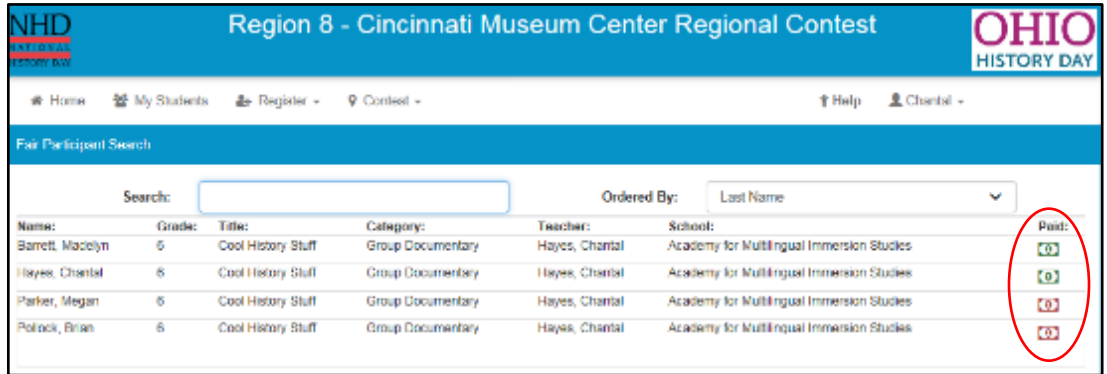 NHD
NATIONAL
HISTORY DAY
Region 8 - Cincinnati Museum Center Regional Contest
OHIO
HISTORY DAY
Home My Students Register Contest Help Chantal
Fair Participant Search
Search: Ordered By: Last Name
Name: Grade: Title: Category: Teacher: School: Paid:
Barrett, Madelyn 6 Cool History Stuff Group Documentary Hayes, Chantal Academy for Multilingual Immersion Studies
Hayes, Chantal 6 Cool History Stuff Group Documentary Hayes, Chantal Academy for Multilingual Immersion Studies
Parker, Megan 6 Cool History Stuff Group Documentary Hayes, Chantal Academy for Multilingual Immersion Studies
Pollock, Brian 6 Cool History Stuff Group Documentary Hayes, Chantal Academy for Multilingual Immersion Studies